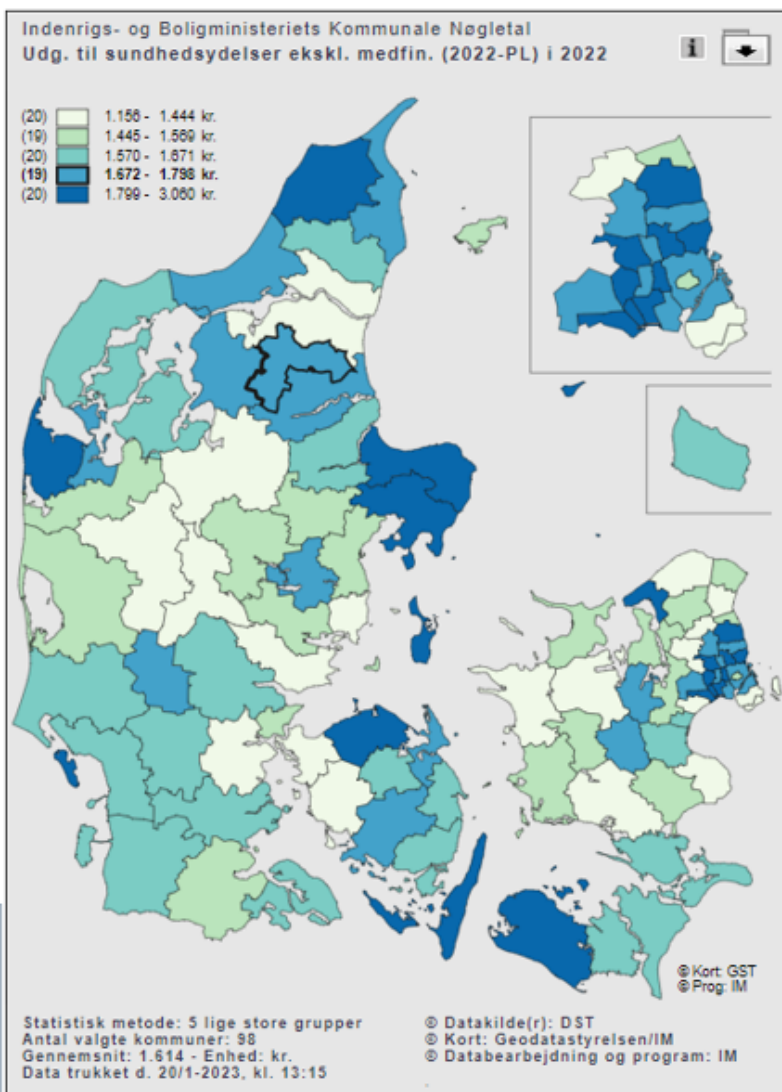 Indenrigs- og Boligministeriets Kommunale Nøgletal
Udg. til sundhedsydelser ekskl. medfin. (2022-PL) i 2022
i
(20) 1.156 - 1.444 kr.
(19) 1.445 - 1.569 kr.
(20) 1.570 - 1.671 kr.
(19) 1.672 - 1.798 kr.
(20) 1.799 - 3.060 kr.
© Kort: GST
© Prog: IM
Statistisk metode: 5 lige store grupper
Antal valgte kommuner: 98
Gennemsnit: 1.614 - Enhed: kr.
Data trukket d. 20/1-2023, kl. 13:15
© Datakilde(r): DST
© Kort: Geodatastyrelsen/IM
© Databearbejdning og program: IM